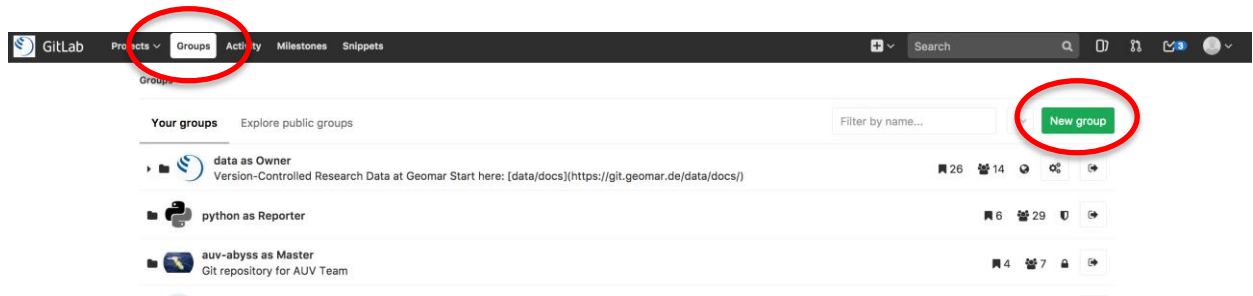 GitLab Projects Groups Activity Milestones Snippets Search 3
Groups
Your groups Explore public groups Filter by name... New group
data as Owner
Version-Controlled Research Data at Geomar Start here: [data/docs](https://git.geomar.de/data/docs/) 26 14
python as Reporter 6 29
auv-abyss as Master
Git repository for AUV Team 4 7